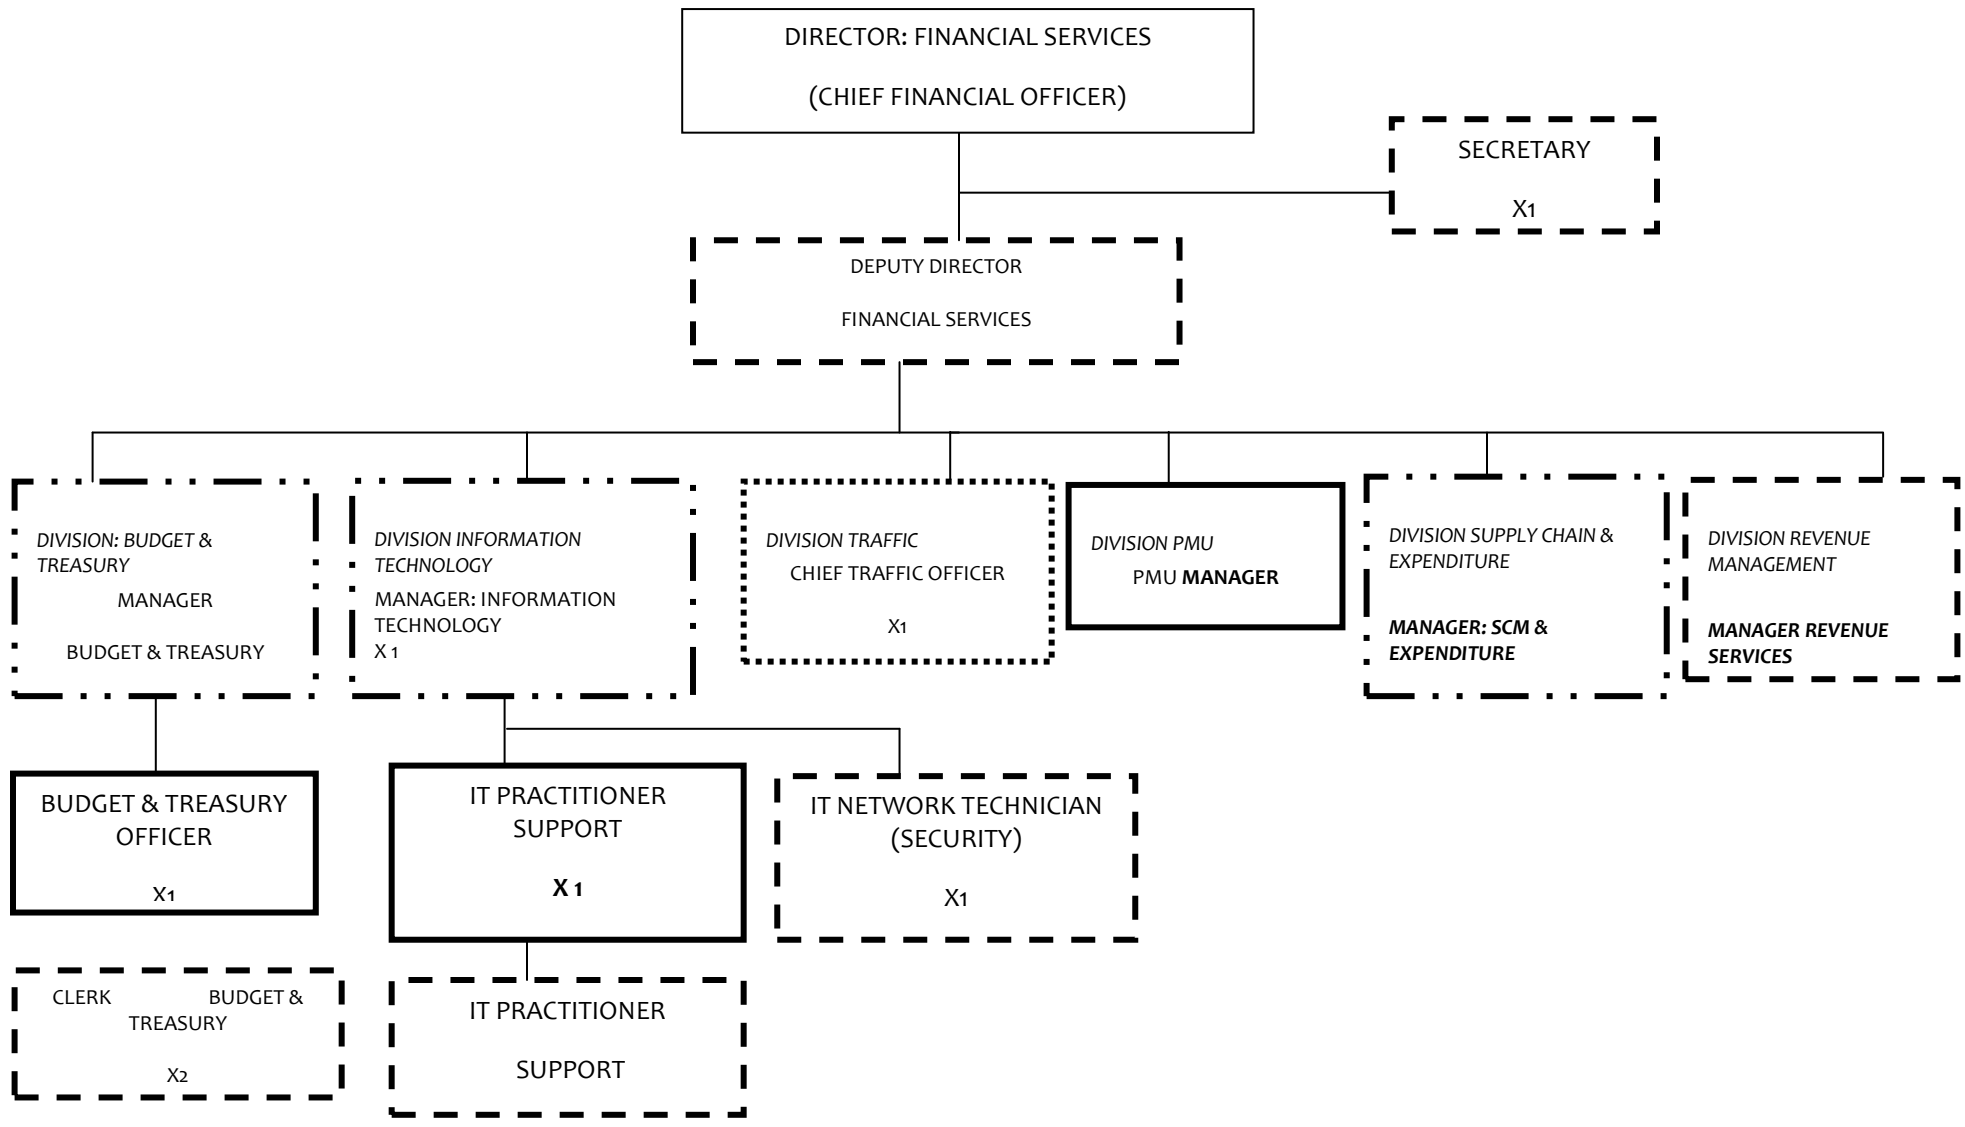 DIRECTOR: FINANCIAL SERVICES
(CHIEF FINANCIAL OFFICER)
SECRETARY
X1
DEPUTY DIRECTOR
FINANCIAL SERVICES
DIVISION: BUDGET &
TREASURY
MANAGER
BUDGET & TREASURY
DIVISION INFORMATION
TECHNOLOGY
MANAGER: INFORMATION
TECHNOLOGY
X 1
DIVISION TRAFFIC
CHIEF TRAFFIC OFFICER
X1
DIVISION PMU
PMU MANAGER
DIVISION SUPPLY CHAIN &
EXPENDITURE
MANAGER: SCM &
EXPENDITURE
DIVISION REVENUE
MANAGEMENT
MANAGER REVENUE
SERVICES
BUDGET & TREASURY
OFFICER
X1
IT PRACTITIONER
SUPPORT
X 1
IT NETWORK TECHNICIAN
(SECURITY)
X1
CLERK BUDGET &
TREASURY
X2
IT PRACTITIONER
SUPPORT